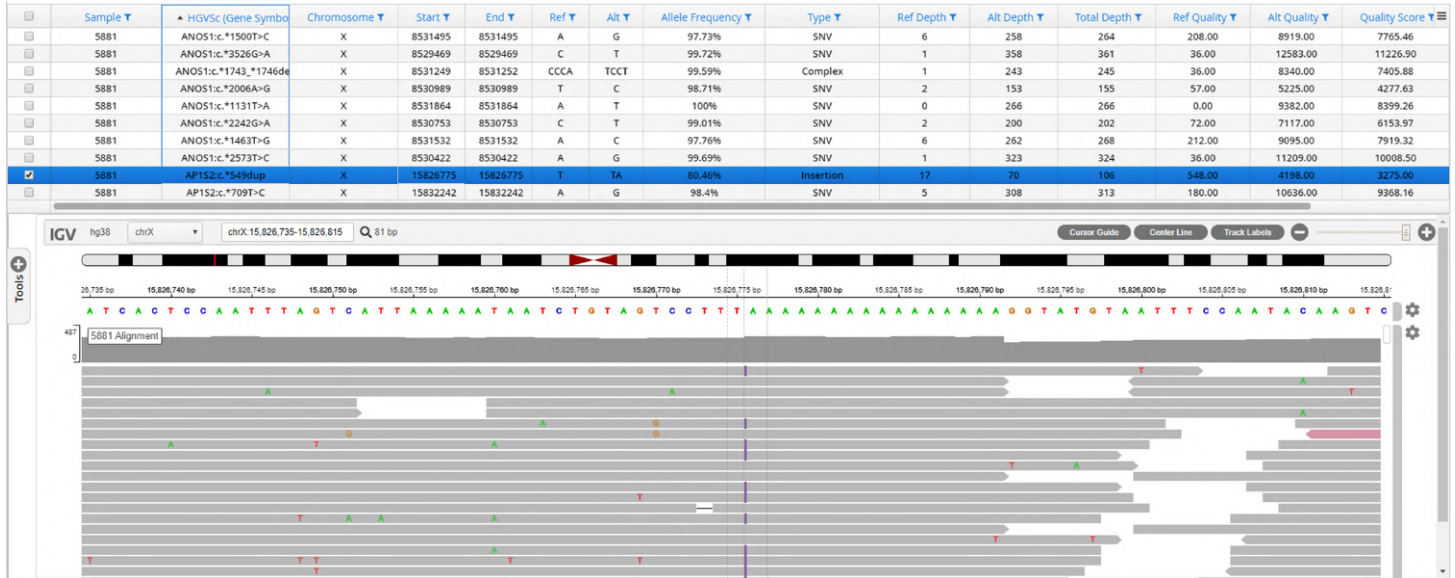 Sample HGVSc (Gene Symbo Chromosome Start End Ref Alt Allele Frequency Type Ref Depth Alt Depth Total Depth Ref Quality Alt Quality Quality Score
5881 ANOS1:c.*1500T>C X 8531495 8531495 A G 97.73% SNV 6 258 264 208.00 8919.00 7765.46
5881 ANOS1:c.*3526G>A X 8529469 8529469 C T 99.72% SNV 1 358 361 36.00 12583.00 11226.90
5881 ANOS1:c.*1743_*1746de X 8531249 8531252 CCCA TCCT 99.59% Complex 1 243 245 36.00 8340.00 7405.88
5881 ANOS1:c.*2006A>G X 8530989 8530989 T C 98.71% SNV 2 153 155 57.00 5225.00 4277.63
5881 ANOS1:c.*1131T>A X 8531864 8531864 A T 100% SNV 0 266 266 0.00 9382.00 8399.26
5881 ANOS1:c.*2242G>A X 8530753 8530753 C T 99.01% SNV 2 200 202 72.00 7117.00 6153.97
5881 ANOS1:c.*1463T>G X 8531532 8531532 A C 97.76% SNV 6 262 268 212.00 9095.00 7919.32
5881 ANOS1:c.*2573T>C X 8530422 8530422 A G 99.69% SNV 1 323 324 36.00 11209.00 10008.50
5881 AP1S2:c.*549dup X 15826775 15826775 T TA 80.46% Insertion 17 70 106 548.00 4198.00 3275.00
5881 AP1S2:c.*709T>C X 15832242 15832242 A G 98.4% SNV 5 308 313 180.00 10636.00 9368.16
IGV hg38 chrX chrX:15,826,735-15,826,815 81 bp Cursor Guide Center Line Track Labels
Tools
26,735 bp 15,826,740 bp 15,826,745 bp 15,826,750 bp 15,826,755 bp 15,826,760 bp 15,826,765 bp 15,826,770 bp 15,826,775 bp 15,826,780 bp 15,826,785 bp 15,826,790 bp 15,826,795 bp 15,826,800 bp 15,826,805 bp 15,826,810 bp 15,826,8
A T C A C T C C A A T T T A G T C A T T A A A A A T A A T C T G T A G T C C T T T A A A A A A A A A A A A A A A A G G T A T G T A A T T T C C A A T A C A A G T C
487
5881 Alignment
0
T
A
A A T
A
A G
G G
A T A
T A
T
T A A A
T T
A
T T T T T
T